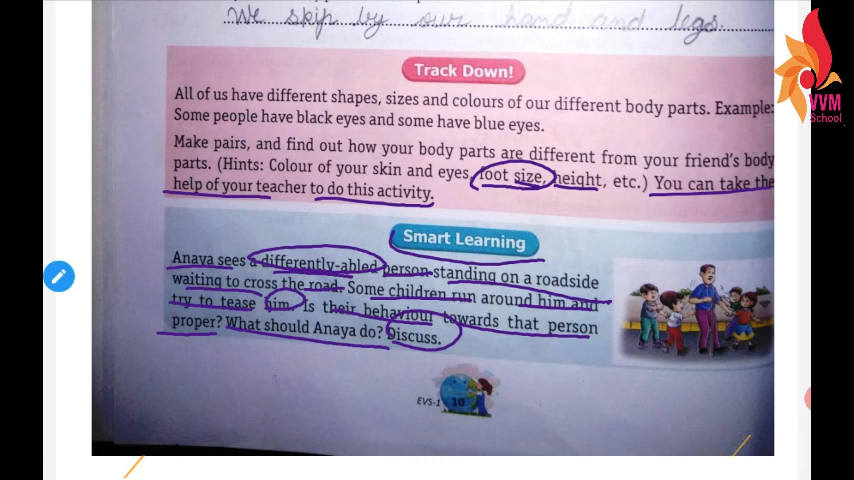 We skip by our hand and legs.
VVM
School
Track Down!
All of us have different shapes, sizes and colours of our different body parts. Example:
Some people have black eyes and some have blue eyes.
Make pairs, and find out how your body parts are different from your friend's body
parts. (Hints: Colour of your skin and eyes, foot size, height, etc.) You can take the
help of your teacher to do this activity.
Smart Learning
Anaya sees a differently-abled person standing on a roadside
waiting to cross the road. Some children run around him and
try to tease him. Is their behaviour towards that person
proper? What should Anaya do? Discuss.
EVS-1 10